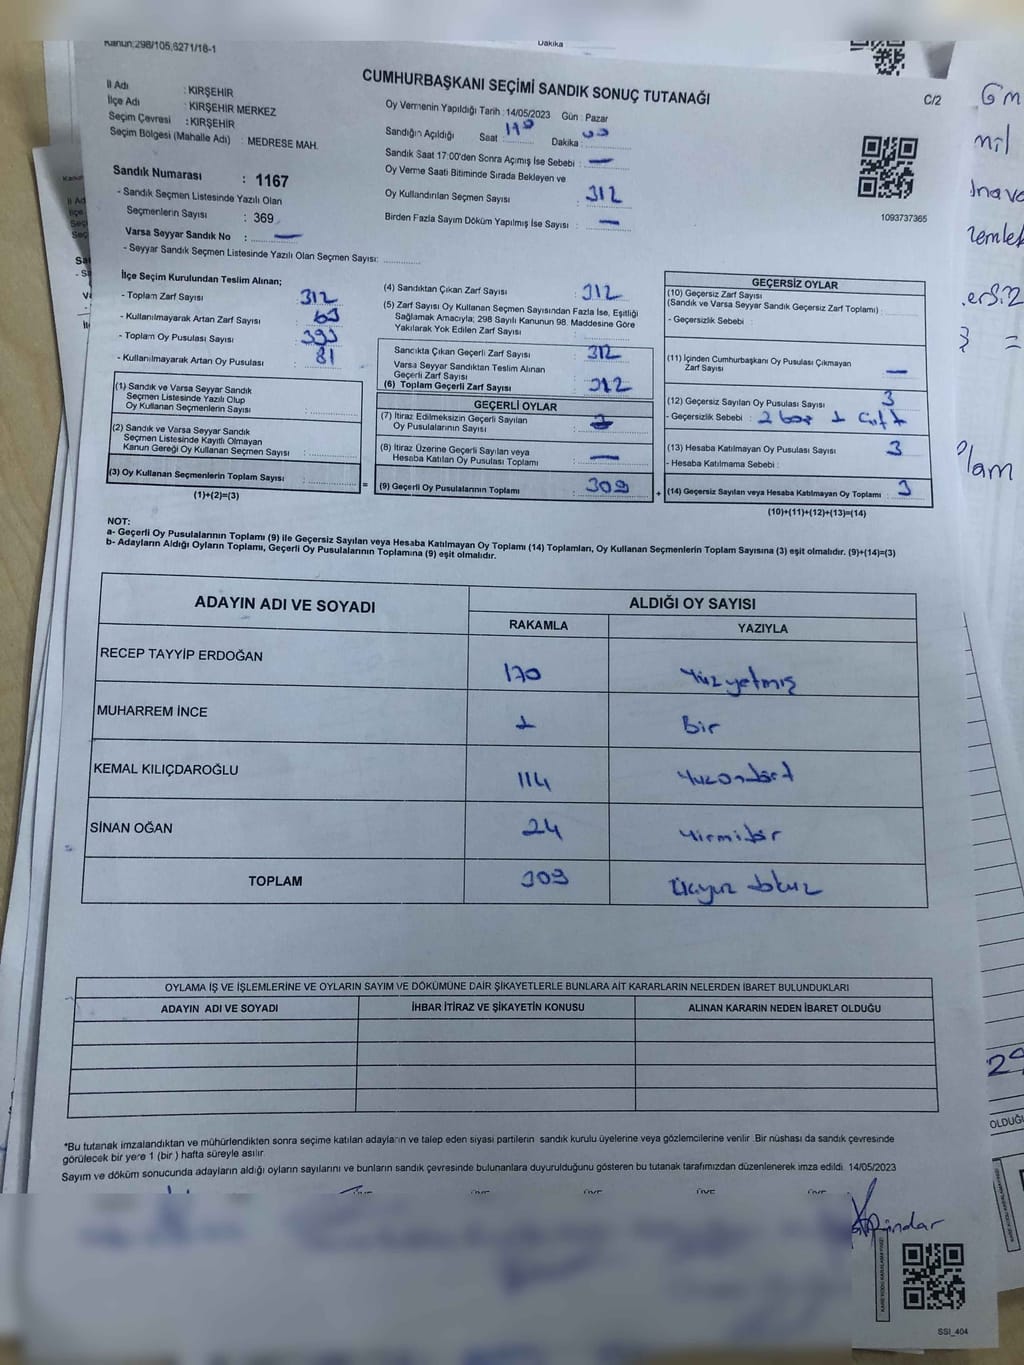 Kanun:298/105,6271/16-1
Dakika
CUMHURBAŞKANI SEÇİMİ SANDIK SONUÇ TUTANAĞI
C/2
İl Adı : KIRŞEHİR
İlçe Adı : KIRŞEHİR MERKEZ
Seçim Çevresi : KIRŞEHİR
Seçim Bölgesi (Mahalle Adı) : MEDRESE MAH.
Sandık Numarası : 1167
- Sandık Seçmen Listesinde Yazılı Olan
Seçmenlerin Sayısı : 369
Varsa Seyyar Sandık No : —
- Seyyar Sandık Seçmen Listesinde Yazılı Olan Seçmen Sayısı:
Oy Vermenin Yapıldığı Tarih : 14/05/2023 Gün : Pazar
Sandığın Açıldığı Saat Dakika :
Sandık Saat 17:00'den Sonra Açımış İse Sebebi : —
Oy Verme Saati Bitiminde Sırada Bekleyen ve
Oy Kullandırılan Seçmen Sayısı : 312
Birden Fazla Sayım Döküm Yapılmış İse Sayısı : —
1093737365
İlçe Seçim Kurulundan Teslim Alınan;
- Toplam Zarf Sayısı 312
- Kullanılmayarak Artan Zarf Sayısı :
- Toplam Oy Pusulası Sayısı : 393
- Kullanılmayarak Artan Oy Pusulası : 81
(1) Sandık ve Varsa Seyyar Sandık
Seçmen Listesinde Yazılı Olup
Oy Kullanan Seçmenlerin Sayısı :
(2) Sandık ve Varsa Seyyar Sandık
Seçmen Listesinde Kayıtlı Olmayan
Kanun Gereği Oy Kullanan Seçmen Sayısı :
(3) Oy Kullanan Seçmenlerin Toplam Sayısı :
(1)+(2)=(3)
(4) Sandıktan Çıkan Zarf Sayısı : 312
(5) Zarf Sayısı Oy Kullanan Seçmen Sayısından Fazla İse, Eşitliği
Sağlamak Amacıyla; 298 Sayılı Kanunun 98. Maddesine Göre
Yakılarak Yok Edilen Zarf Sayısı :
Sandıkta Çıkan Geçerli Zarf Sayısı : 312
Varsa Seyyar Sandıktan Teslim Alınan
Geçerli Zarf Sayısı :
(6) Toplam Geçerli Zarf Sayısı : 312
GEÇERLİ OYLAR
(7) İtiraz Edilmeksizin Geçerli Sayılan
Oy Pusulalarının Sayısı :
(8) İtiraz Üzerine Geçerli Sayılan veya
Hesaba Katılan Oy Pusulası Toplamı : —
= (9) Geçerli Oy Pusulalarının Toplamı : 309
GEÇERSİZ OYLAR
(10) Geçersiz Zarf Sayısı
(Sandık ve Varsa Seyyar Sandık Geçersiz Zarf Toplamı) :
- Geçersizlik Sebebi :
(11) İçinden Cumhurbaşkanı Oy Pusulası Çıkmayan
Zarf Sayısı : —
(12) Geçersiz Sayılan Oy Pusulası Sayısı : 3
- Geçersizlik Sebebi : 2 boş 1 çift
(13) Hesaba Katılmayan Oy Pusulası Sayısı : 3
- Hesaba Katılmama Sebebi :
+ (14) Geçersiz Sayılan veya Hesaba Katılmayan Oy Toplamı : 3
(10)+(11)+(12)+(13)=(14)
NOT:
a- Geçerli Oy Pusulalarının Toplamı (9) ile Geçersiz Sayılan veya Hesaba Katılmayan Oy Toplamı (14) Toplamları, Oy Kullanan Seçmenlerin Toplam Sayısına (3) eşit olmalıdır. (9)+(14)=(3)
b- Adayların Aldığı Oyların Toplamı, Geçerli Oy Pusulalarının Toplamına (9) eşit olmalıdır.
ADAYIN ADI VE SOYADI
ALDIĞI OY SAYISI
RAKAMLA YAZIYLA
RECEP TAYYİP ERDOĞAN 170 Yüzyetmiş
MUHARREM İNCE 1 Bir
KEMAL KILIÇDAROĞLU 114 Yüzondört
SİNAN OĞAN 24
TOPLAM 309 Üçyüz dokuz
OYLAMA İŞ VE İŞLEMLERİNE VE OYLARIN SAYIM VE DÖKÜMÜNE DAİR ŞİKAYETLERLE BUNLARA AİT KARARLARIN NELERDEN İBARET BULUNDUKLARI
ADAYIN ADI VE SOYADI İHBAR İTİRAZ VE ŞİKAYETİN KONUSU ALINAN KARARIN NEDEN İBARET OLDUĞU
*Bu tutanak imzalandıktan ve mühürlendikten sonra seçime katılan adayların ve talep eden siyasi partilerin sandık kurulu üyelerine veya gözlemcilerine verilir. Bir nüshası da sandık çevresinde
görülecek bir yere 1 (bir ) hafta süreyle asılır.
Sayım ve döküm sonucunda adayların aldığı oyların sayılarını ve bunların sandık çevresinde bulunanlara duyurulduğunu gösteren bu tutanak tarafımızdan düzenlenerek imza edildi. 14/05/2023
SSI_404